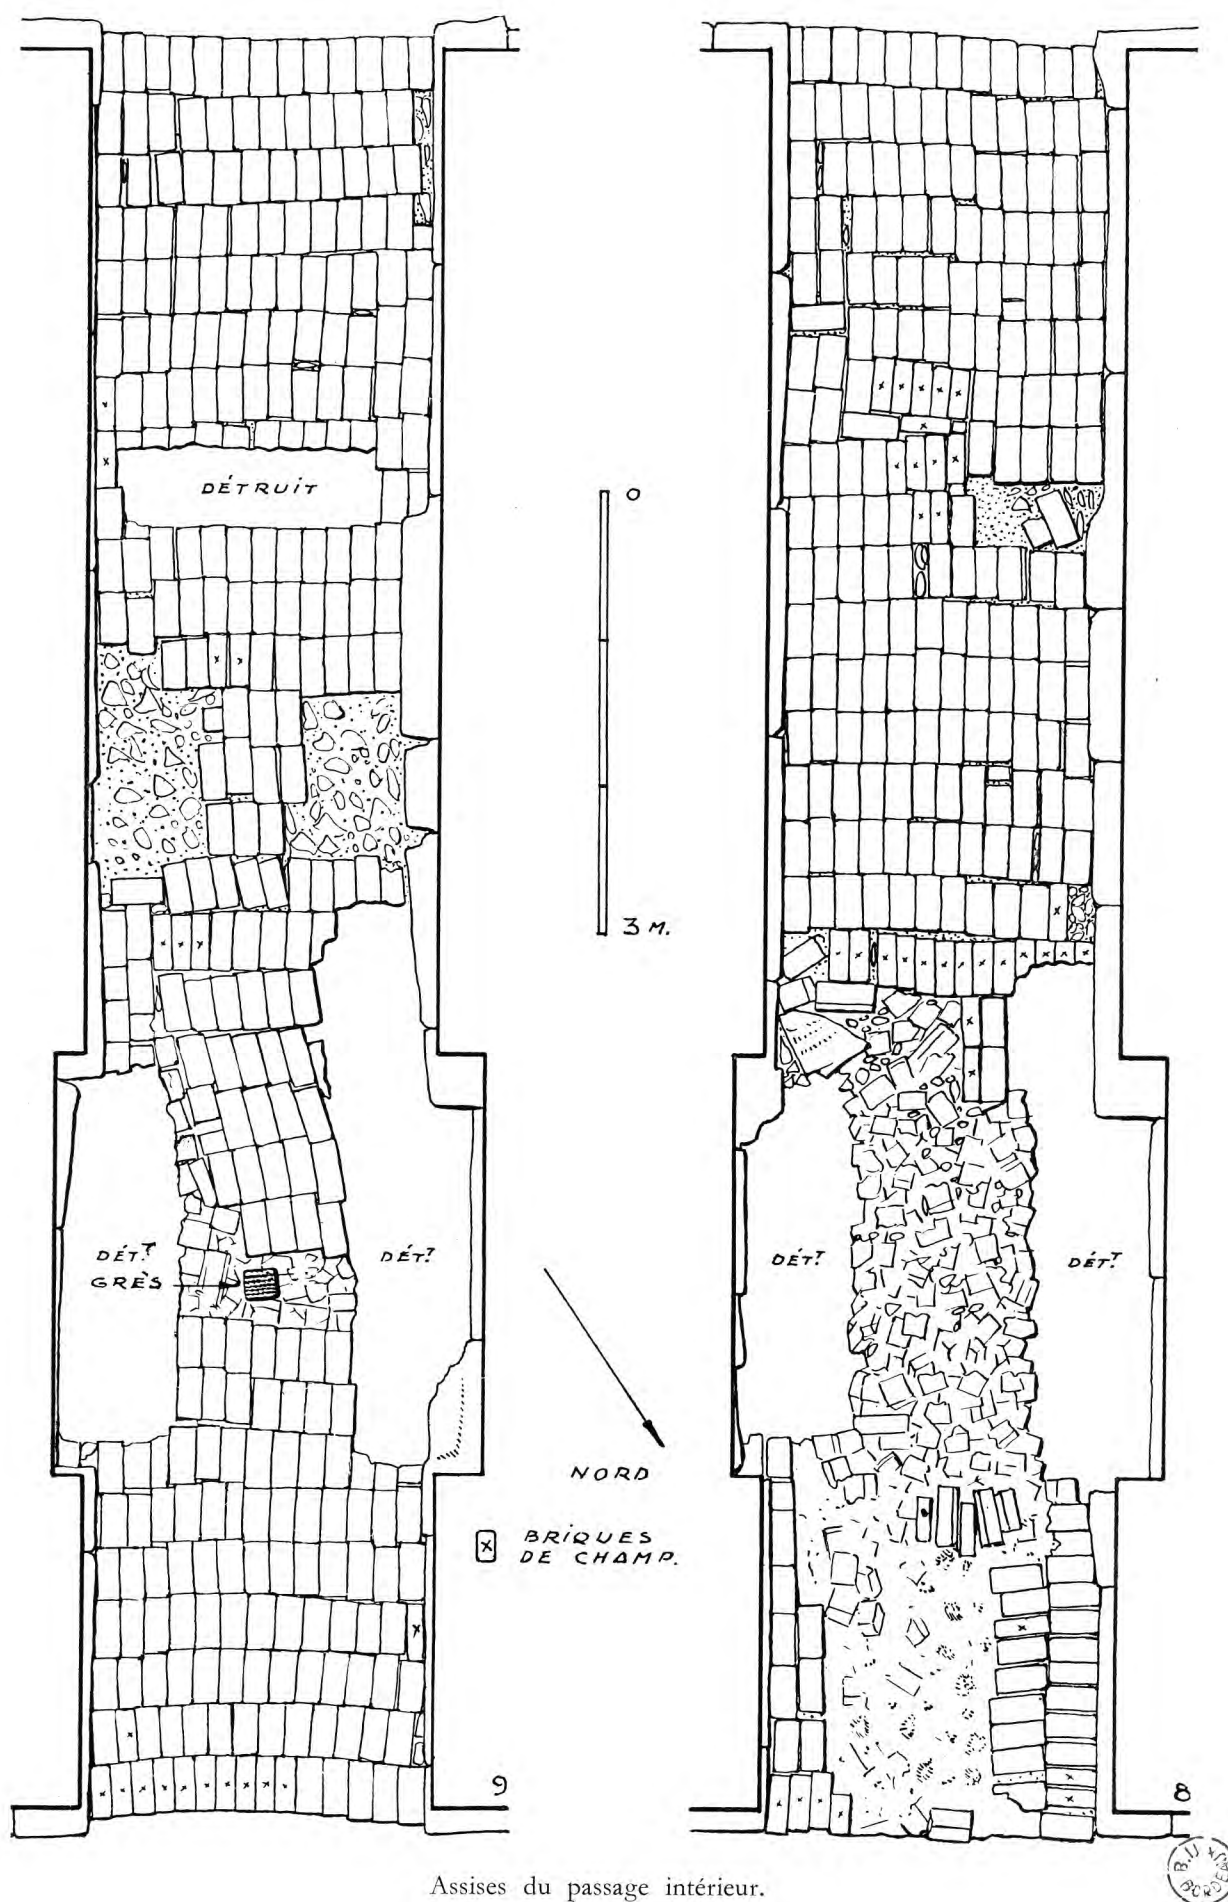 DÉTRUIT
0
3 M.
DÉT.T
GRÈS
DÉT.T
NORD
x BRIQUES
DE CHAMP.
9
DÉT.T
DÉT.T
8
Assises du passage intérieur.